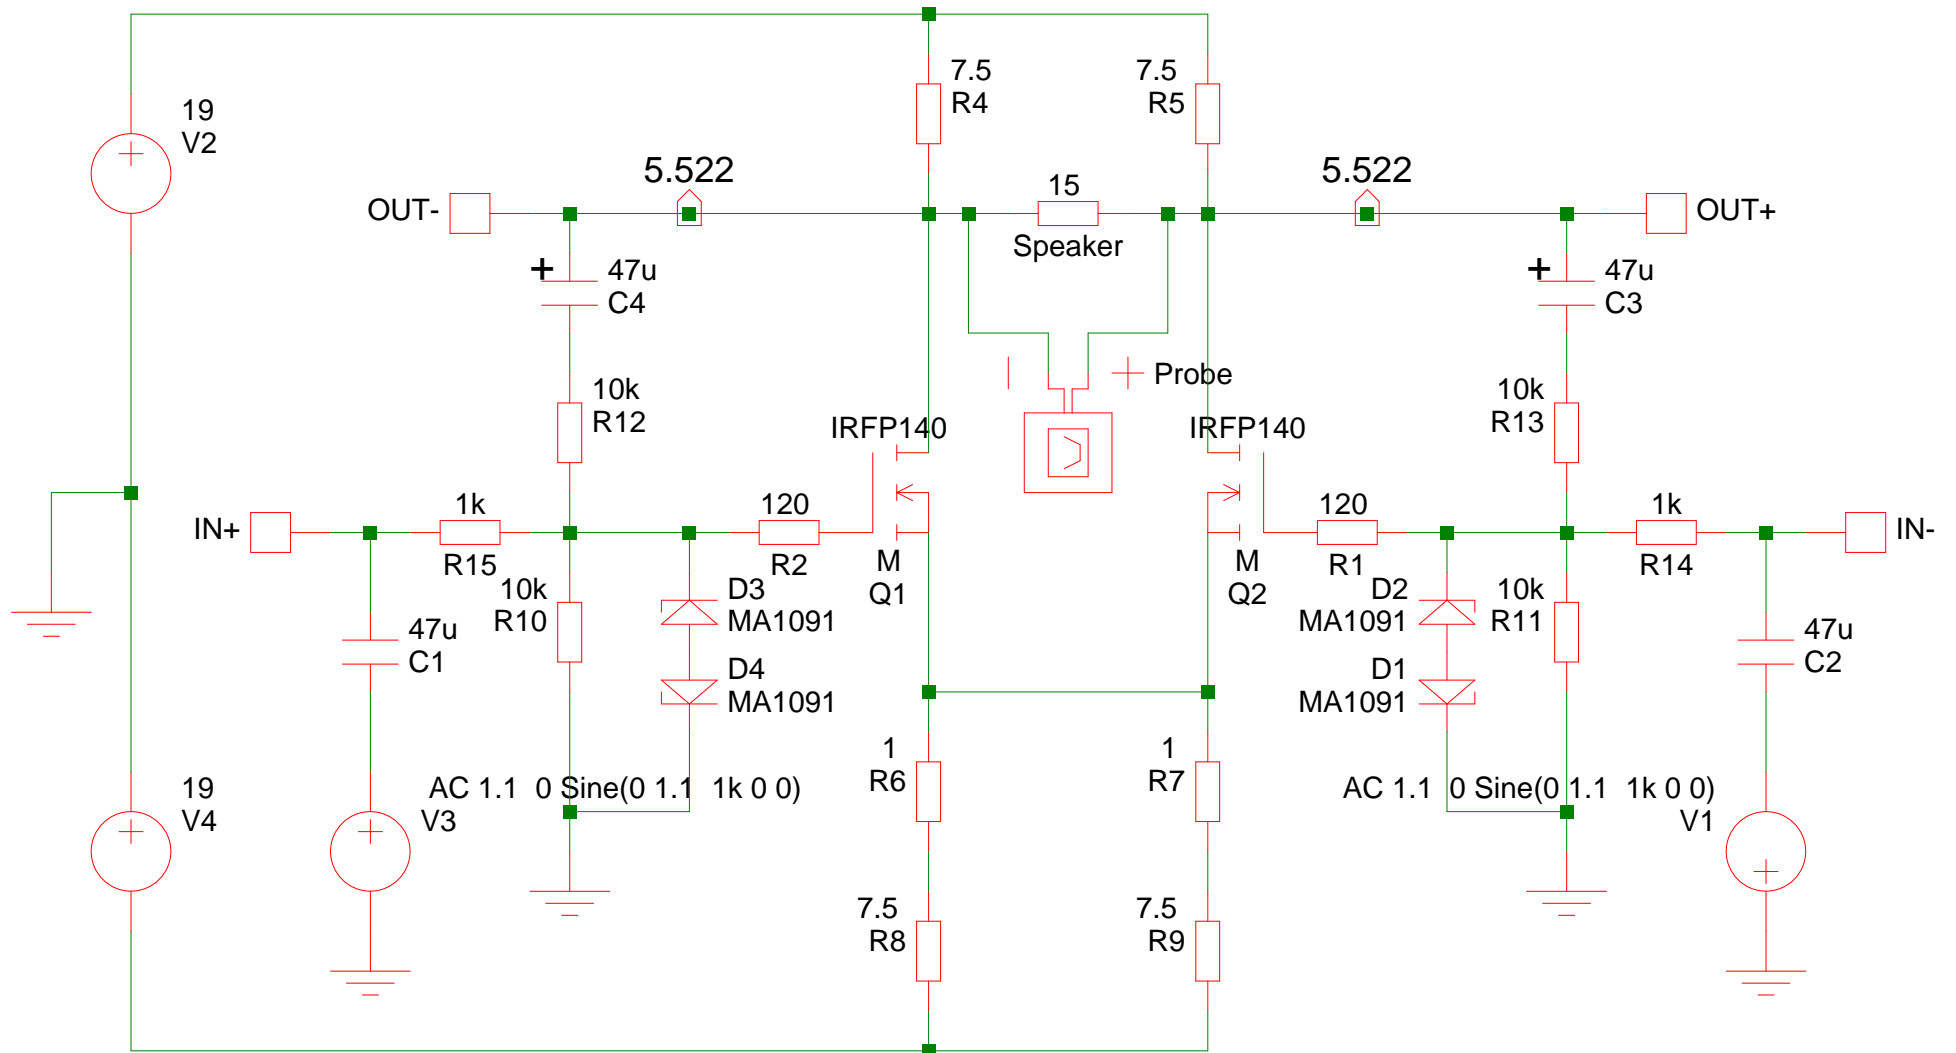 7.5
R4
7.5
R5
19
V2
5.522
5.522
15
Speaker
OUT-
OUT+
+
47u
C4
+
47u
C3
10k
R12
Probe
10k
R13
IRFP140
IRFP140
IN+
1k
R15
120
R2
M
Q1
120
R1
M
Q2
1k
R14
IN-
10k
R10
D3
MA1091
D4
MA1091
D2
MA1091
D1
MA1091
10k
R11
47u
C1
47u
C2
1
R6
1
R7
19
V4
AC 1.1 0 Sine(0 1.1 1k 0 0)
V3
AC 1.1 0 Sine(0 1.1 1k 0 0)
V1
7.5
R8
7.5
R9